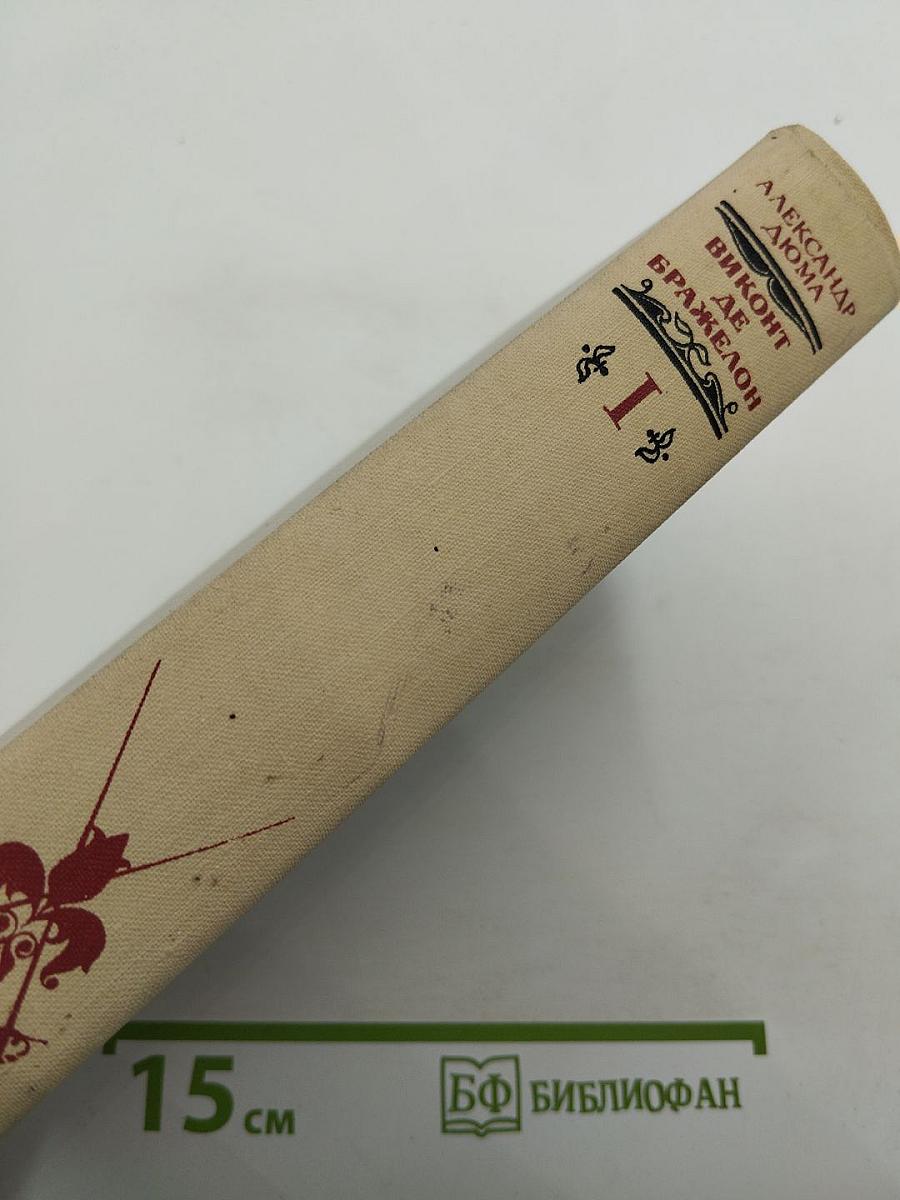 АЛЕКСАНДР
ДЮМА
ВИКОНТ
ДЕ
БРАЖЕЛОН
I
15 см
БФ БИБЛИОФАН